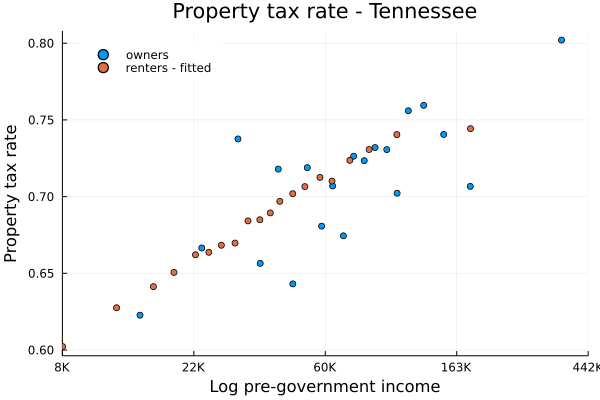 Property tax rate - Tennessee
owners
renters - fitted
Property tax rate
0.80
0.75
0.70
0.65
0.60
8K 22K 60K 163K 442K
Log pre-government income